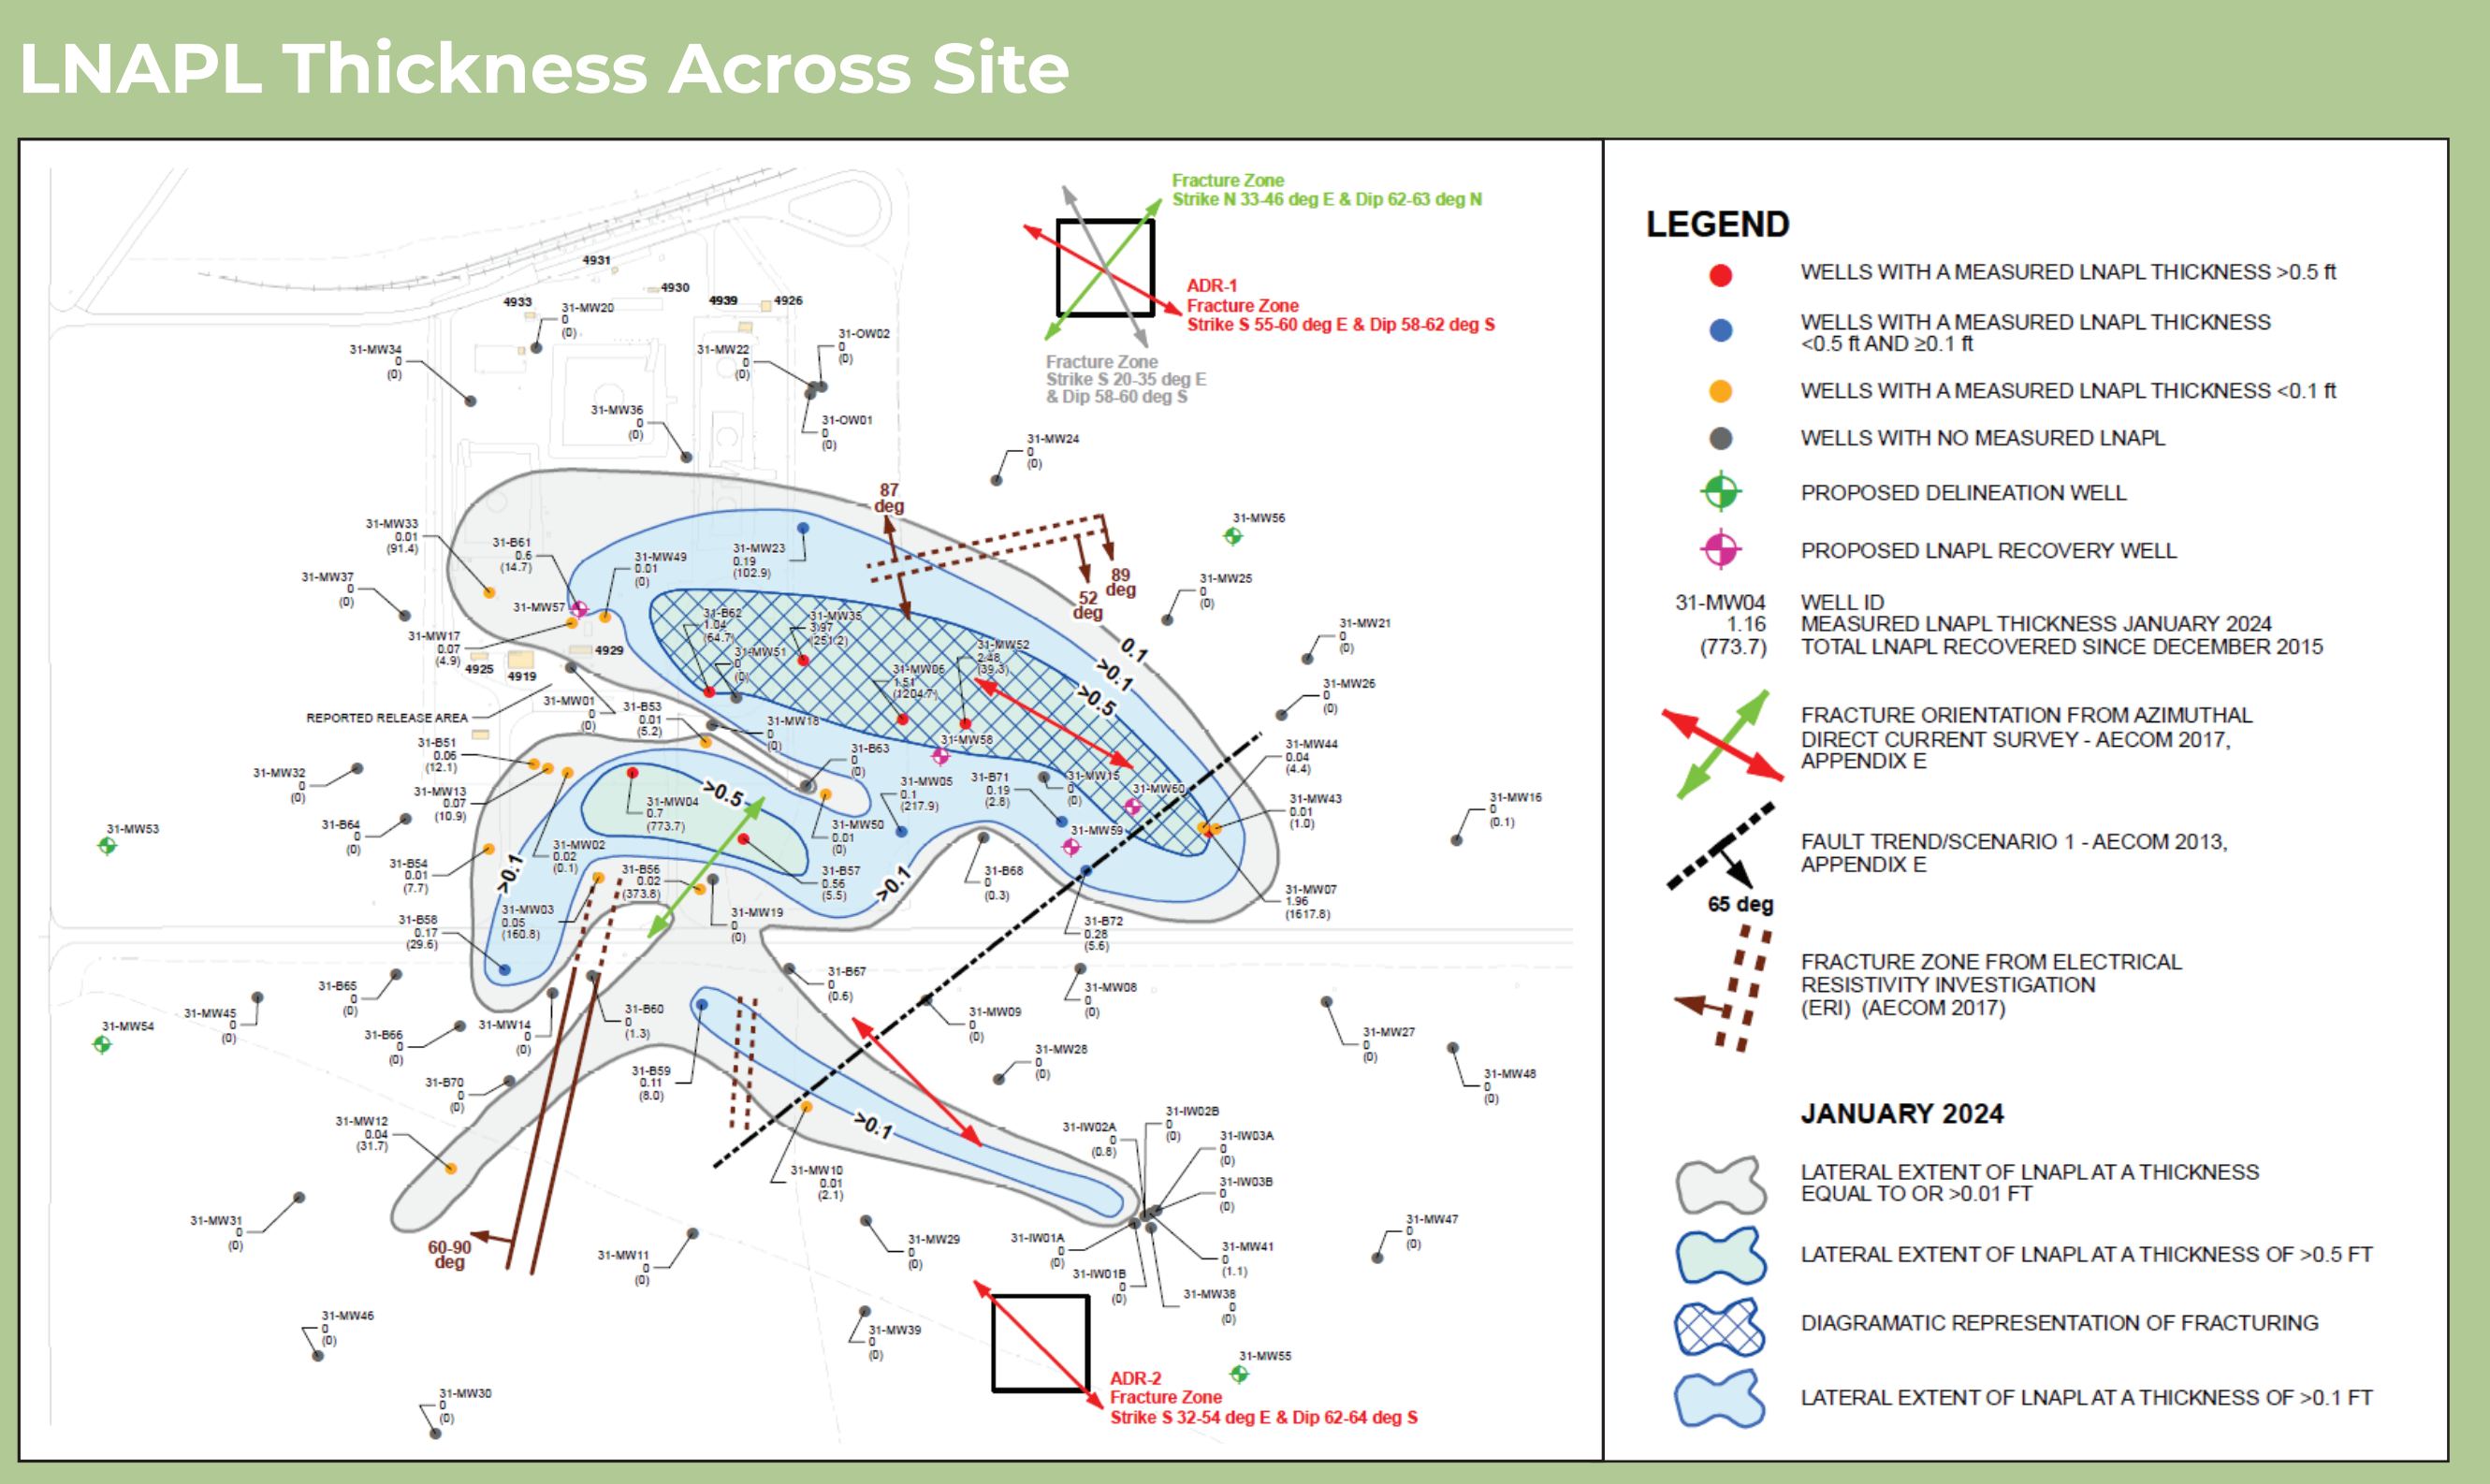 LNAPL Thickness Across Site
Fracture Zone
Strike N 33-46 deg E & Dip 62-63 deg N
ADR-1
Fracture Zone
Strike S 55-60 deg E & Dip 58-62 deg S
Fracture Zone
Strike S 20-35 deg E
& Dip 58-60 deg S
4931
4930
4933
4939
4926
31-MW20
0
(0)
31-OW02
0
(0)
31-MW34
0
(0)
31-MW22
0
(0)
31-MW36
0
(0)
31-OW01
0
(0)
31-MW24
0
(0)
87
deg
31-MW56
31-MW33
0.01
(91.4)
31-B61
0.6
(14.7)
31-MW49
0.01
(0)
31-MW23
0.19
(102.9)
89
deg
52
deg
31-MW25
0
(0)
31-MW37
0
(0)
31-MW57
31-B62
1.04
(64.7)
31-MW35
3.97
(251.2)
31-MW21
0
(0)
31-MW17
0.07
(4.9)
4925
4919
4929
31-MW51
0
(0)
31-MW52
2.48
(39.3)
31-MW06
1.51
(1204.7)
0.1
>0.1
>0.5
31-MW26
0
(0)
REPORTED RELEASE AREA
31-MW01
0
(0)
31-B53
0.01
(5.2)
31-MW18
0
(0)
31-MW58
31-B51
0.06
(12.1)
31-B63
0
(0)
31-MW44
0.04
(4.4)
31-MW32
0
(0)
31-MW13
0.07
(10.9)
>0.5
31-MW04
0.7
(773.7)
31-MW05
0.1
(217.9)
31-B71
0.19
(2.8)
31-MW15
0
(0)
31-MW60
31-MW43
0.01
(1.0)
31-MW16
0
(0.1)
31-MW53
31-B64
0
(0)
31-MW50
0.01
(0)
31-MW59
31-B54
0.01
(7.7)
>0.1
31-MW02
0.02
(0.1)
31-B56
0.02
(373.8)
31-B57
0.56
(5.5)
>0.1
31-B68
0
(0.3)
31-MW07
1.96
(1617.8)
31-B58
0.17
(29.6)
31-MW03
0.05
(160.8)
31-MW19
0
(0)
31-B72
0.28
(5.6)
31-B65
0
(0)
31-B67
0
(0.6)
31-MW08
0
(0)
31-MW45
0
(0)
31-MW54
31-B66
0
(0)
31-MW14
0
(0)
31-B60
0
(1.3)
31-MW09
0
(0)
31-MW27
0
(0)
31-B70
0
(0)
31-B59
0.11
(8.0)
31-MW28
0
(0)
31-MW48
0
(0)
31-MW12
0.04
(31.7)
>0.1
31-IW02A
0
(0.8)
31-IW02B
0
(0)
31-IW03A
0
(0)
31-MW10
0.01
(2.1)
31-IW03B
0
(0)
31-MW31
0
(0)
60-90
deg
31-MW11
0
(0)
31-MW29
0
(0)
31-IW01A
0
(0)
31-MW41
0
(1.1)
31-MW47
0
(0)
31-IW01B
0
(0)
31-MW38
0
(0)
31-MW46
0
(0)
31-MW39
0
(0)
31-MW55
31-MW30
0
(0)
ADR-2
Fracture Zone
Strike S 32-54 deg E & Dip 62-64 deg S
LEGEND
WELLS WITH A MEASURED LNAPL THICKNESS >0.5 ft
WELLS WITH A MEASURED LNAPL THICKNESS
<0.5 ft AND ≥0.1 ft
WELLS WITH A MEASURED LNAPL THICKNESS <0.1 ft
WELLS WITH NO MEASURED LNAPL
PROPOSED DELINEATION WELL
PROPOSED LNAPL RECOVERY WELL
31-MW04 WELL ID
1.16 MEASURED LNAPL THICKNESS JANUARY 2024
(773.7) TOTAL LNAPL RECOVERED SINCE DECEMBER 2015
FRACTURE ORIENTATION FROM AZIMUTHAL
DIRECT CURRENT SURVEY - AECOM 2017,
APPENDIX E
FAULT TREND/SCENARIO 1 - AECOM 2013,
APPENDIX E
65 deg
FRACTURE ZONE FROM ELECTRICAL
RESISTIVITY INVESTIGATION
(ERI) (AECOM 2017)
JANUARY 2024
LATERAL EXTENT OF LNAPL AT A THICKNESS
EQUAL TO OR >0.01 FT
LATERAL EXTENT OF LNAPL AT A THICKNESS OF >0.5 FT
DIAGRAMATIC REPRESENTATION OF FRACTURING
LATERAL EXTENT OF LNAPL AT A THICKNESS OF >0.1 FT